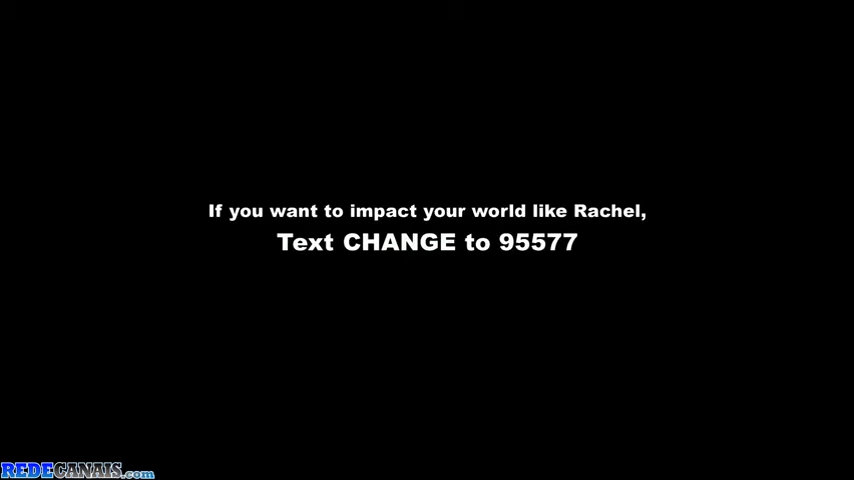 If you want to impact your world like Rachel,
Text CHANGE to 95577
REDECANAIS.com